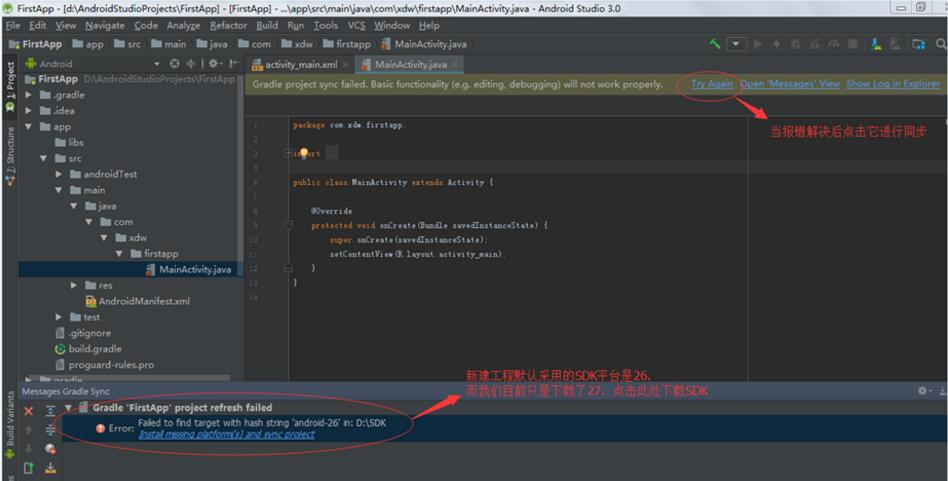 FirstApp - [d:\AndroidStudioProjects\FirstApp] - [FirstApp] - ...\app\src\main\java\com\xdw\firstapp\MainActivity.java - Android Studio 3.0
File Edit View Navigate Code Analyze Refactor Build Run Tools VCS Window Help
FirstApp app src main java com xdw firstapp MainActivity.java
Android
activity_main.xml MainActivity.java
1: Project
7: Structure
Build Variants
FirstApp D:\AndroidStudioProjects\FirstApp
.gradle
.idea
app
libs
src
androidTest
main
java
com
xdw
firstapp
MainActivity.java
res
AndroidManifest.xml
test
.gitignore
build.gradle
proguard-rules.pro
gradle
Gradle project sync failed. Basic functionality (e.g. editing, debugging) will not work properly. Try Again Open 'Messages' View Show Log in Explorer
当报错解决后点击它进行同步
1 package com.xdw.firstapp;
2
3 import ...
5
6 public class MainActivity extends Activity {
7
8 @Override
9 protected void onCreate(Bundle savedInstanceState) {
10 super.onCreate(savedInstanceState);
11 setContentView(R.layout.activity_main);
12 }
13 }
14
新建工程默认采用的SDK平台是26,
而我们目前只是下载了27，点击此处下载SDK
Messages Gradle Sync
Gradle 'FirstApp' project refresh failed
Error: Failed to find target with hash string 'android-26' in: D:\SDK
Install missing platform(s) and sync project